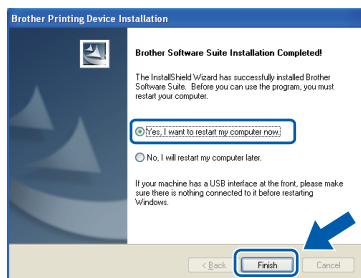 Brother Printing Device Installation
Brother Software Suite Installation Completed!
The InstallShield Wizard has successfully installed Brother
Software Suite. Before you can use the program, you must
restart your computer.
Yes, I want to restart my computer now.
No, I will restart my computer later.
If your machine has a USB interface at the front, please make
sure there is nothing connected to it before restarting
Windows.
< Back
Finish
Cancel